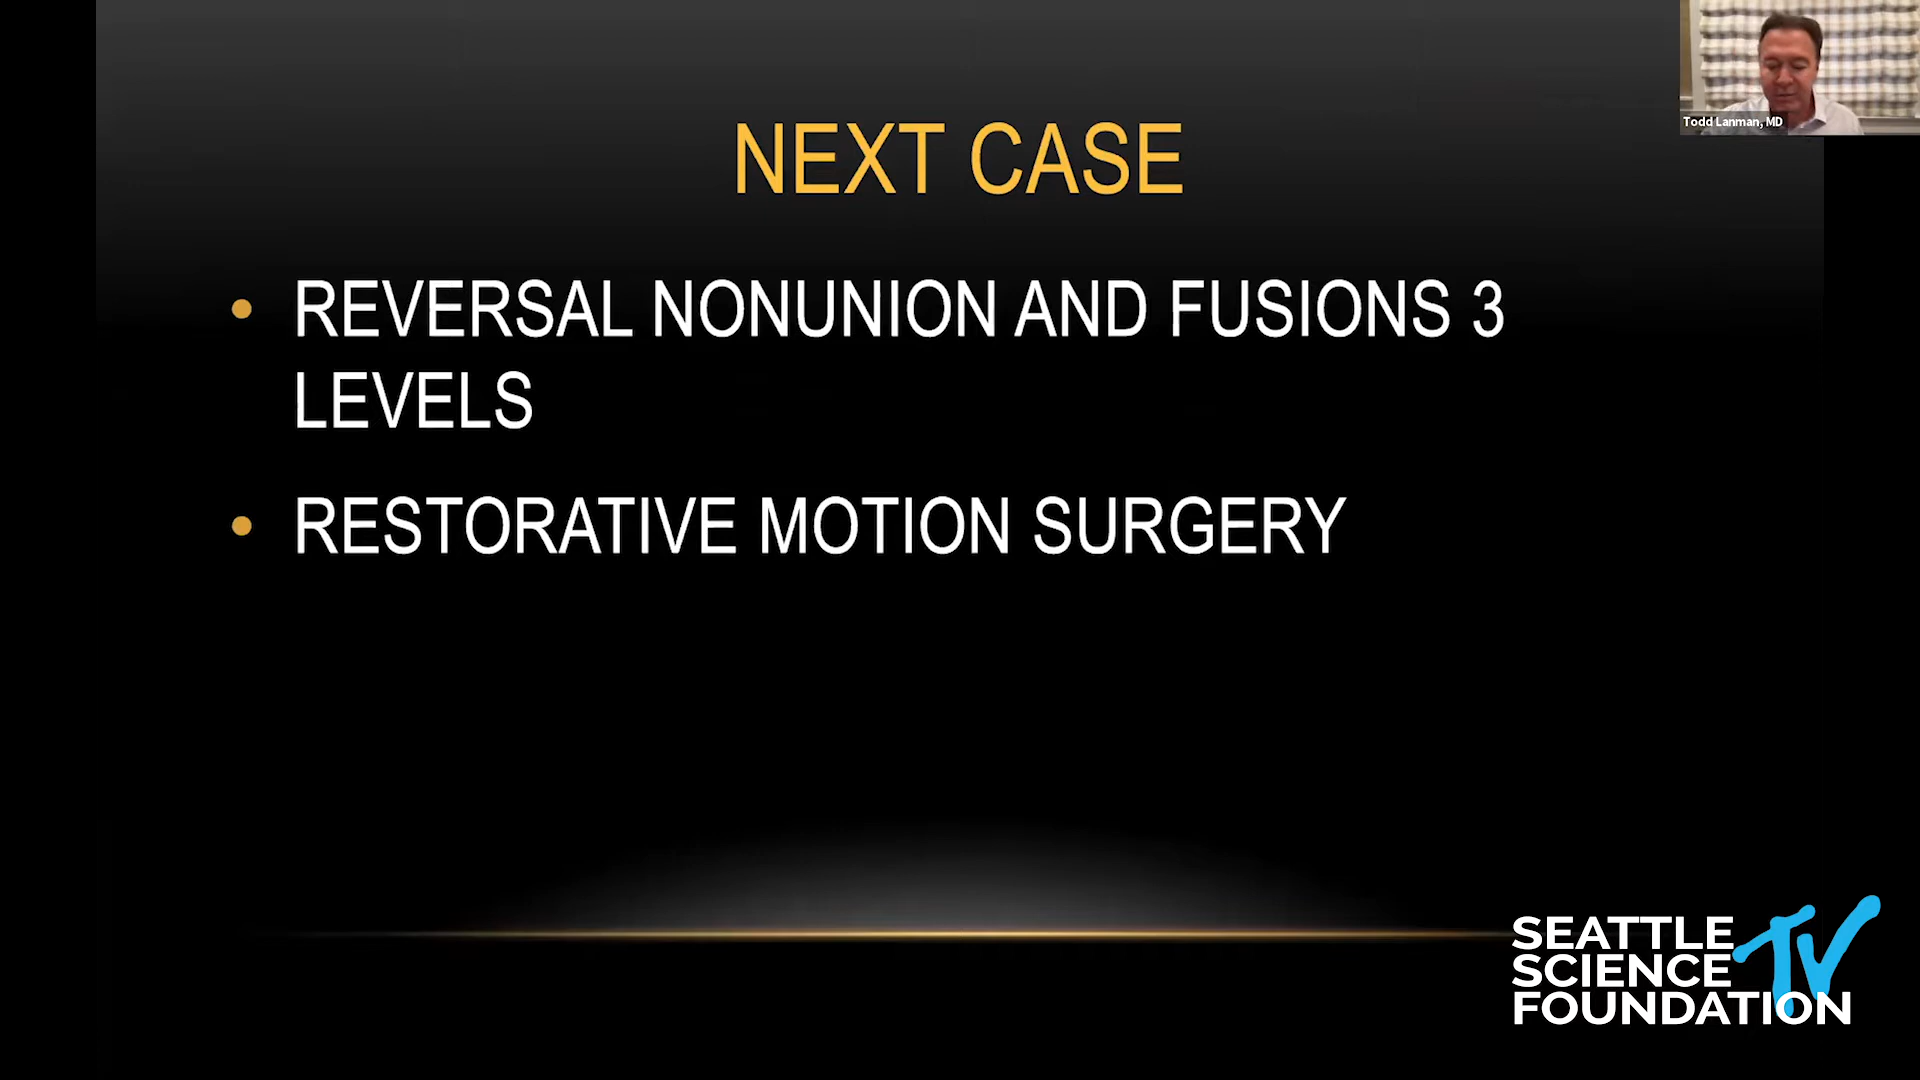 Todd Lanman, MD
NEXT CASE
• REVERSAL NONUNION AND FUSIONS 3
LEVELS
• RESTORATIVE MOTION SURGERY
SEATTLE
SCIENCE
FOUNDATION
TV